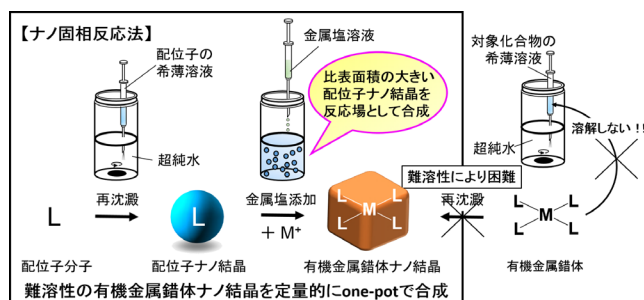 【ナノ固相反応法】
配位子の
希薄溶液
超純水
金属塩溶液
比表面積の大きい
配位子ナノ結晶を
反応場として合成
対象化合物の
希薄溶液
溶解しない!!
超純水
難溶性により困難
L
再沈澱
L
金属塩添加
+ M⁺
L
L
M
L
L
再沈澱
L
L
M
L
L
配位子分子
配位子ナノ結晶
有機金属錯体ナノ結晶
有機金属錯体
難溶性の有機金属錯体ナノ結晶を定量的にone-potで合成